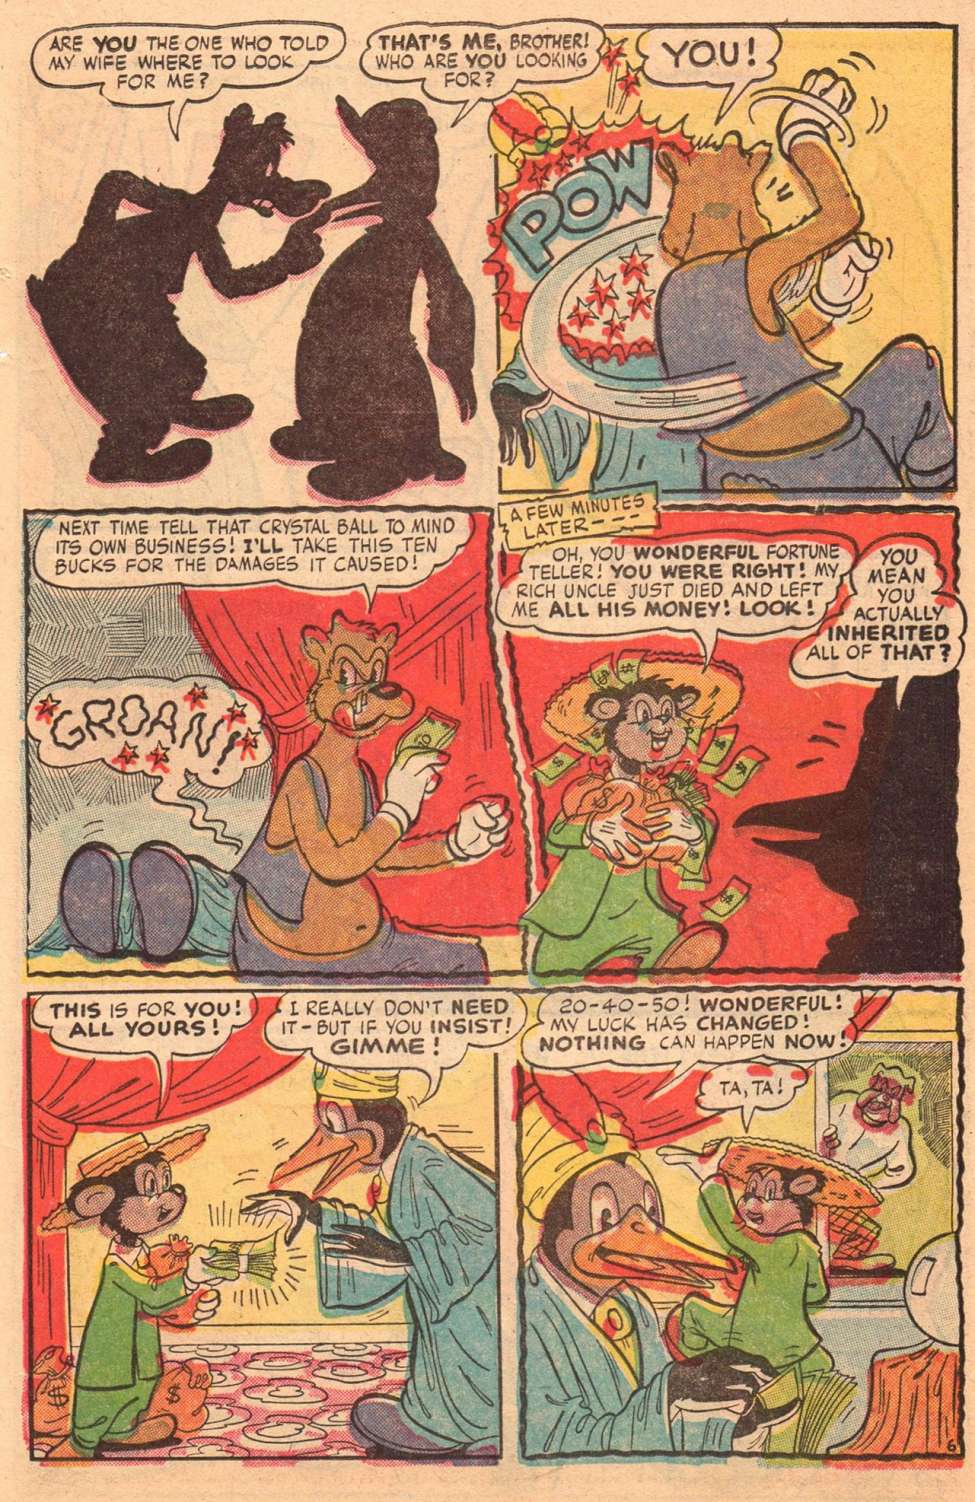 ARE YOU THE ONE WHO TOLD
MY WIFE WHERE TO LOOK
FOR ME?
THAT'S ME, BROTHER!
WHO ARE YOU LOOKING
FOR?
YOU!
POW
NEXT TIME TELL THAT CRYSTAL BALL TO MIND
ITS OWN BUSINESS! I'LL TAKE THIS TEN
BUCKS FOR THE DAMAGES IT CAUSED!
GROAN!
A FEW MINUTES
LATER----
OH, YOU WONDERFUL FORTUNE
TELLER! YOU WERE RIGHT! MY
RICH UNCLE JUST DIED AND LEFT
ME ALL HIS MONEY! LOOK!
YOU
MEAN
YOU
ACTUALLY
INHERITED
ALL OF THAT?
THIS IS FOR YOU!
ALL YOURS!
I REALLY DON'T NEED
IT-BUT IF YOU INSIST!
GIMME!
$
$
20-40-50! WONDERFUL!
MY LUCK HAS CHANGED!
NOTHING CAN HAPPEN NOW!
TA, TA!
6